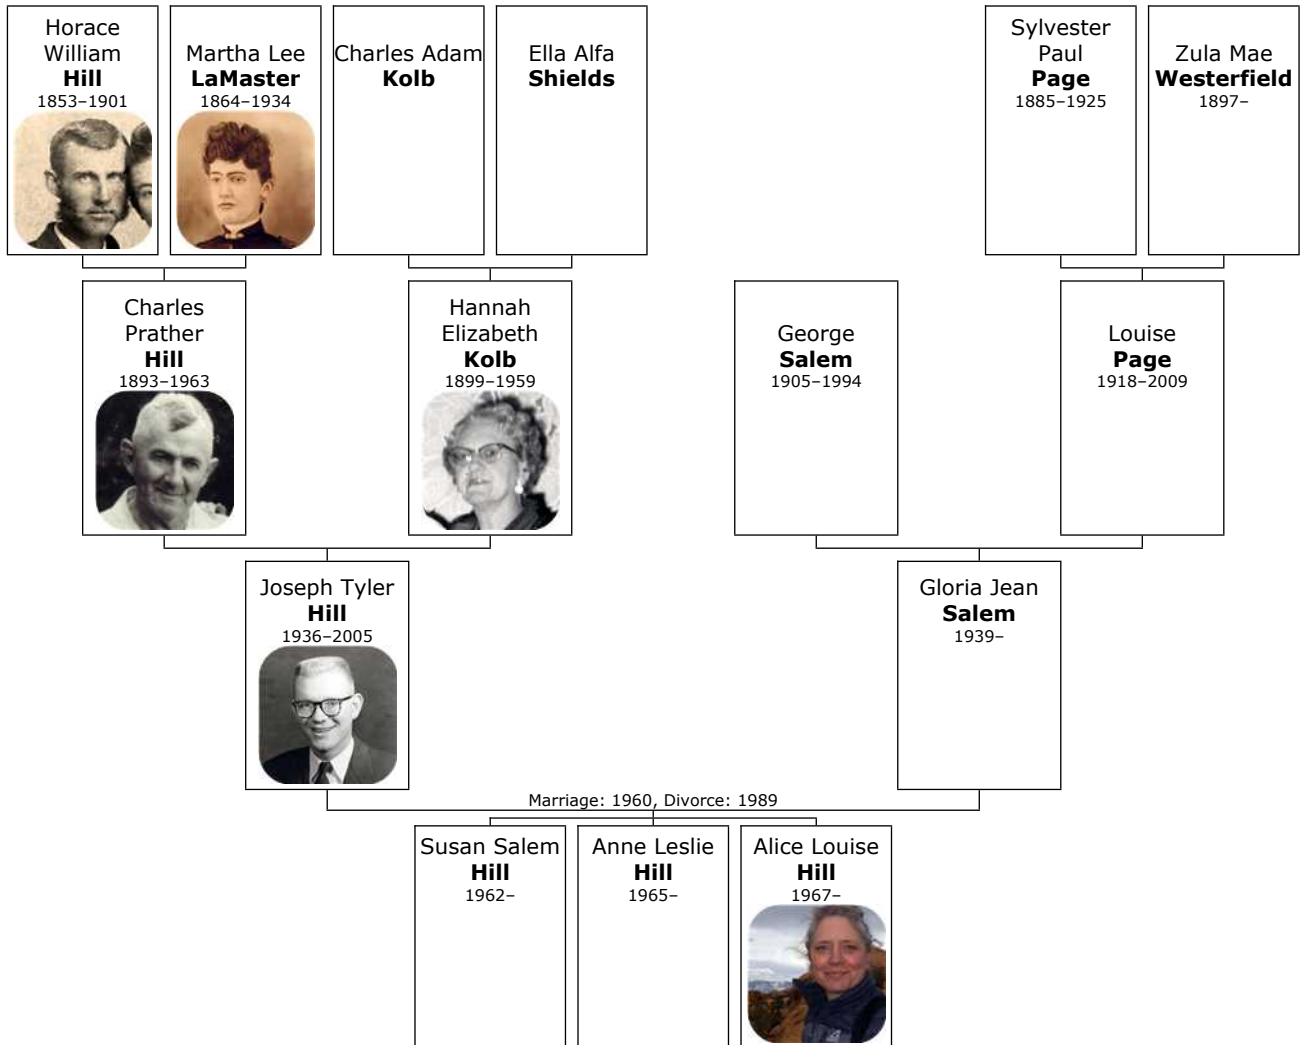 Horace
William
Hill
1853–1901
Martha Lee
LaMaster
1864–1934
Charles Adam
Kolb
Ella Alfa
Shields
Sylvester
Paul
Page
1885–1925
Zula Mae
Westerfield
1897–
Charles
Prather
Hill
1893–1963
Hannah
Elizabeth
Kolb
1899–1959
George
Salem
1905–1994
Louise
Page
1918–2009
Joseph Tyler
Hill
1936–2005
Gloria Jean
Salem
1939–
Marriage: 1960, Divorce: 1989
Susan Salem
Hill
1962–
Anne Leslie
Hill
1965–
Alice Louise
Hill
1967–